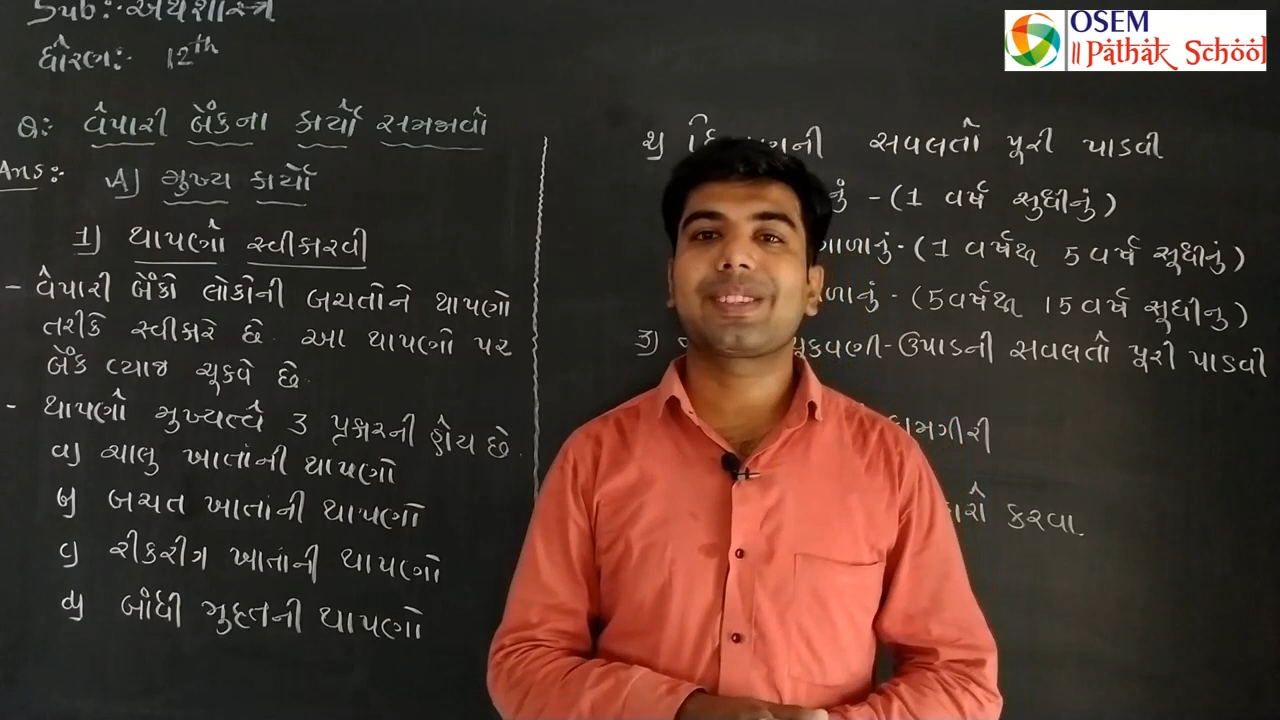 Sub:- અર્થશાસ્ત્ર
ધોરણ:- 12th
Q: વેપારી બેંકના કાર્યો સમજાવો
Ans:- A) મુખ્ય કાર્યો
1) થાપણો સ્વીકારવી
- વેપારી બેંકો લોકોની બચતોને થાપણો
તરીકે સ્વીકારે છે. આ થાપણો પર
બેંક વ્યાજ ચૂકવે છે.
- થાપણો મુખ્યત્વે 3 પ્રકારની હોય છે.
a) ચાલુ ખાતાંની થાપણો
b) બચત ખાતાંની થાપણો
c) રીકરીંગ ખાતાંની થાપણો
d) બાંધી મુદ્દતની થાપણો
ની સવલતો પૂરી પાડવી
નું - (1 વર્ષ સુધીનું)
ગાળાનું - (1 વર્ષથી 5 વર્ષ સુધીનું)
ગાળાનું - (5 વર્ષથી 15 વર્ષ સુધીનુ)
3) ચૂકવણી-ઉપાડની સવલતો પૂરી પાડવી
કામગીરી
કરવા.
OSEM
Pathak School